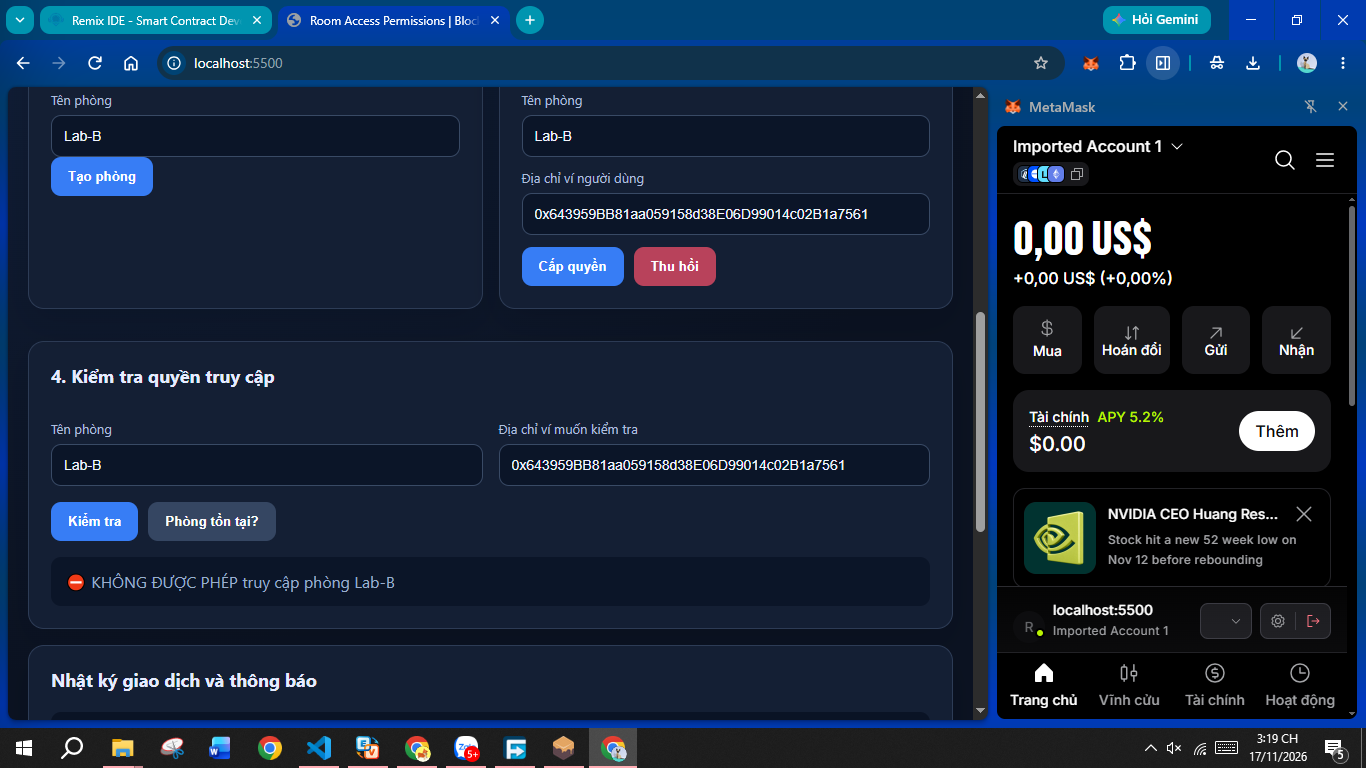 Remix IDE - Smart Contract Dev
Room Access Permissions | Bloc
Hỏi Gemini
localhost:5500
Tên phòng
Lab-B
Tạo phòng
Tên phòng
Lab-B
Địa chỉ ví người dùng
0x643959BB81aa059158d38E06D99014c02B1a7561
Cấp quyền
Thu hồi
4. Kiểm tra quyền truy cập
Tên phòng
Lab-B
Địa chỉ ví muốn kiểm tra
0x643959BB81aa059158d38E06D99014c02B1a7561
Kiểm tra
Phòng tồn tại?
KHÔNG ĐƯỢC PHÉP truy cập phòng Lab-B
Nhật ký giao dịch và thông báo
MetaMask
Imported Account 1
0,00 US$
+0,00 US$ (+0,00%)
Mua
Hoán đổi
Gửi
Nhận
Tài chính APY 5.2%
$0.00
Thêm
NVIDIA CEO Huang Res...
Stock hit a new 52 week low on
Nov 12 before rebounding
R
localhost:5500
Imported Account 1
Trang chủ
Vĩnh cửu
Tài chính
Hoạt động
5+
3:19 CH
17/11/2026
5